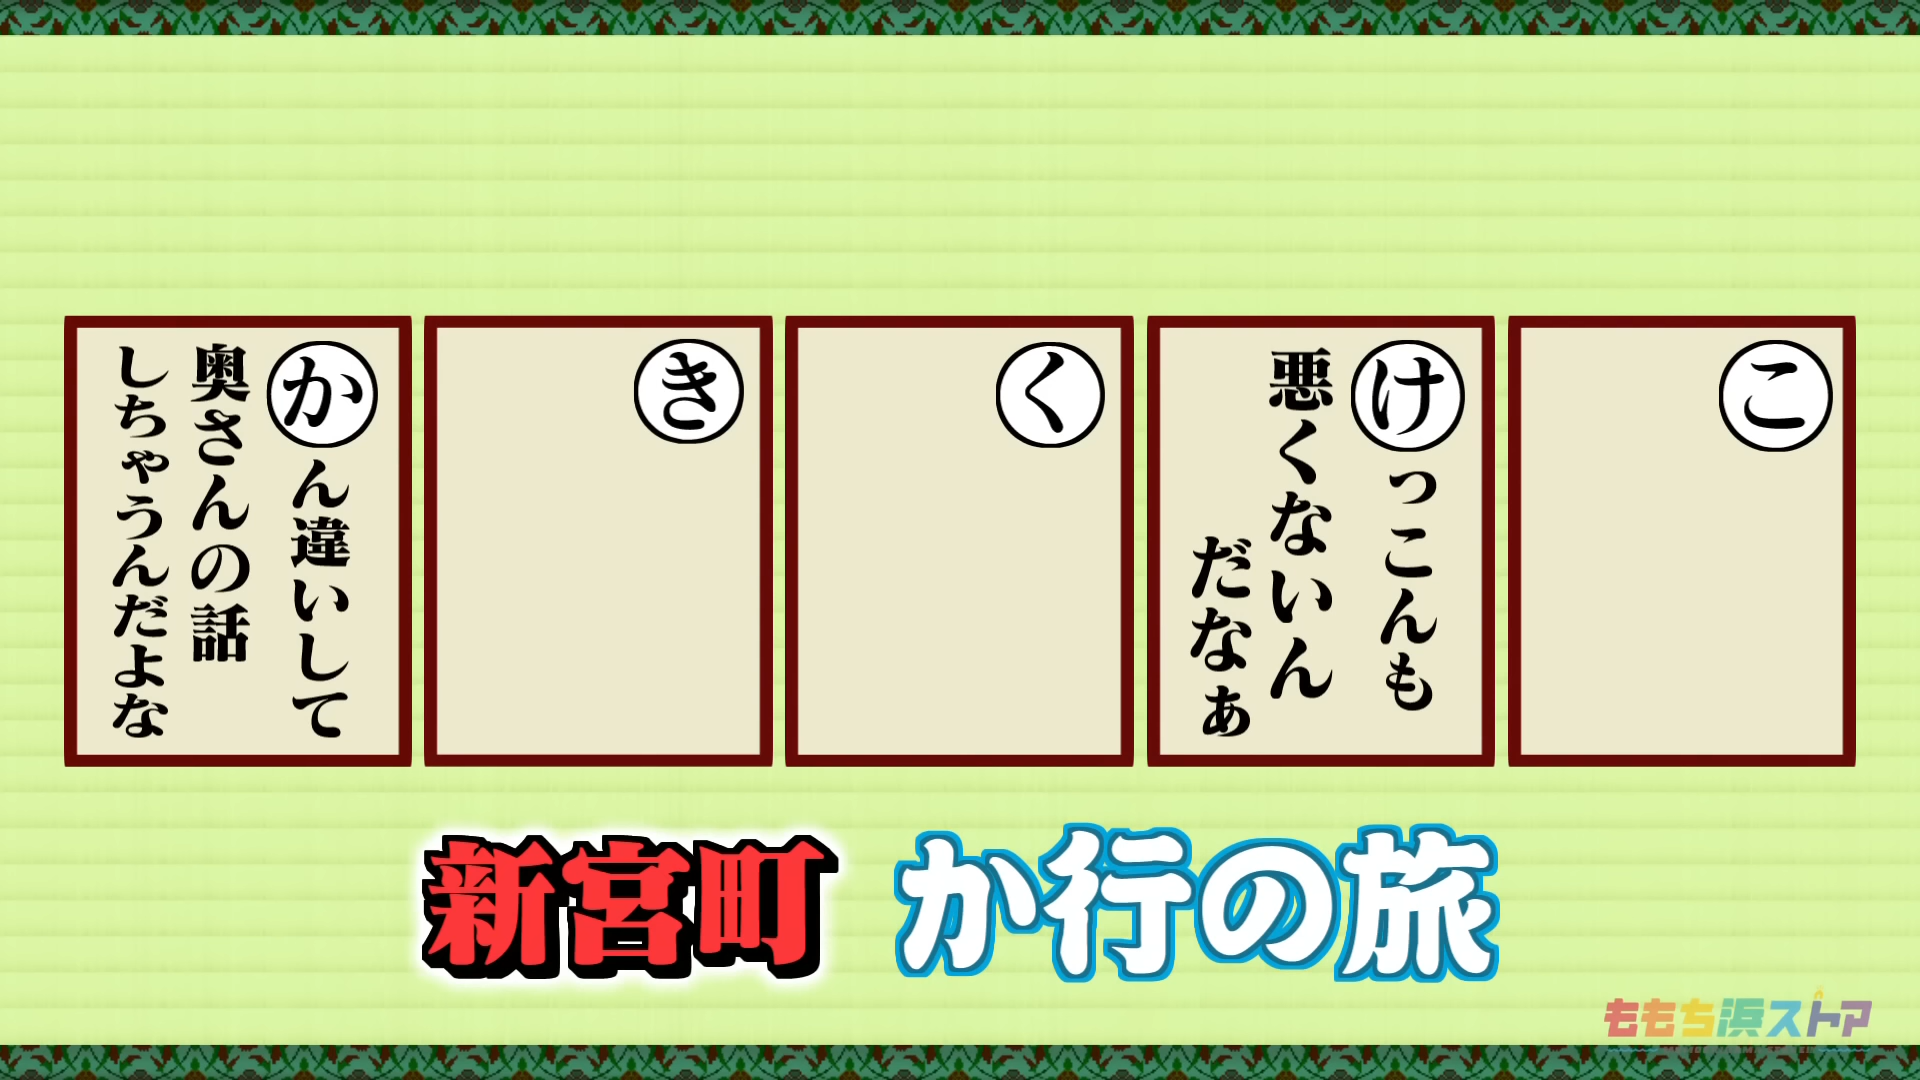 かん違いして
奥さんの話
しちゃうんだよな
き
く
けっこんも
悪くないん
だなぁ
こ
新宮町 か行の旅
ももち浜ストア